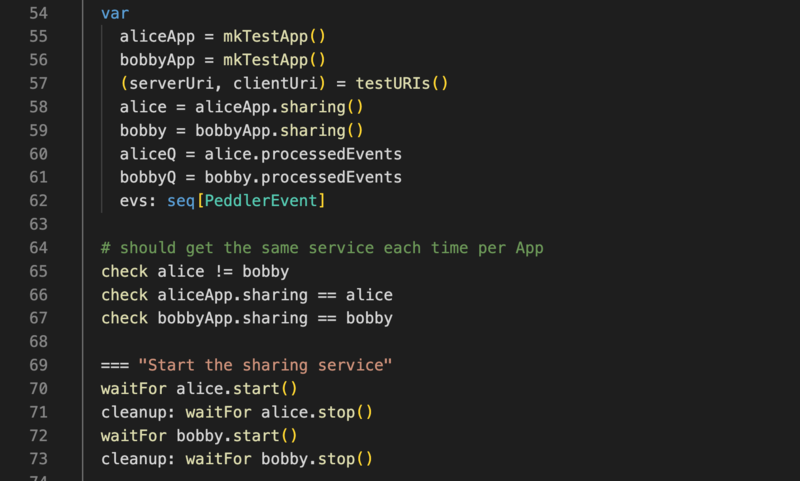 54 var
55 aliceApp = mkTestApp()
56 bobbyApp = mkTestApp()
57 (serverUri, clientUri) = testURIs()
58 alice = aliceApp.sharing()
59 bobby = bobbyApp.sharing()
60 aliceQ = alice.processedEvents
61 bobbyQ = bobby.processedEvents
62 evs: seq[PeddlerEvent]
63
64 # should get the same service each time per App
65 check alice != bobby
66 check aliceApp.sharing == alice
67 check bobbyApp.sharing == bobby
68
69 === "Start the sharing service"
70 waitFor alice.start()
71 cleanup: waitFor alice.stop()
72 waitFor bobby.start()
73 cleanup: waitFor bobby.stop()